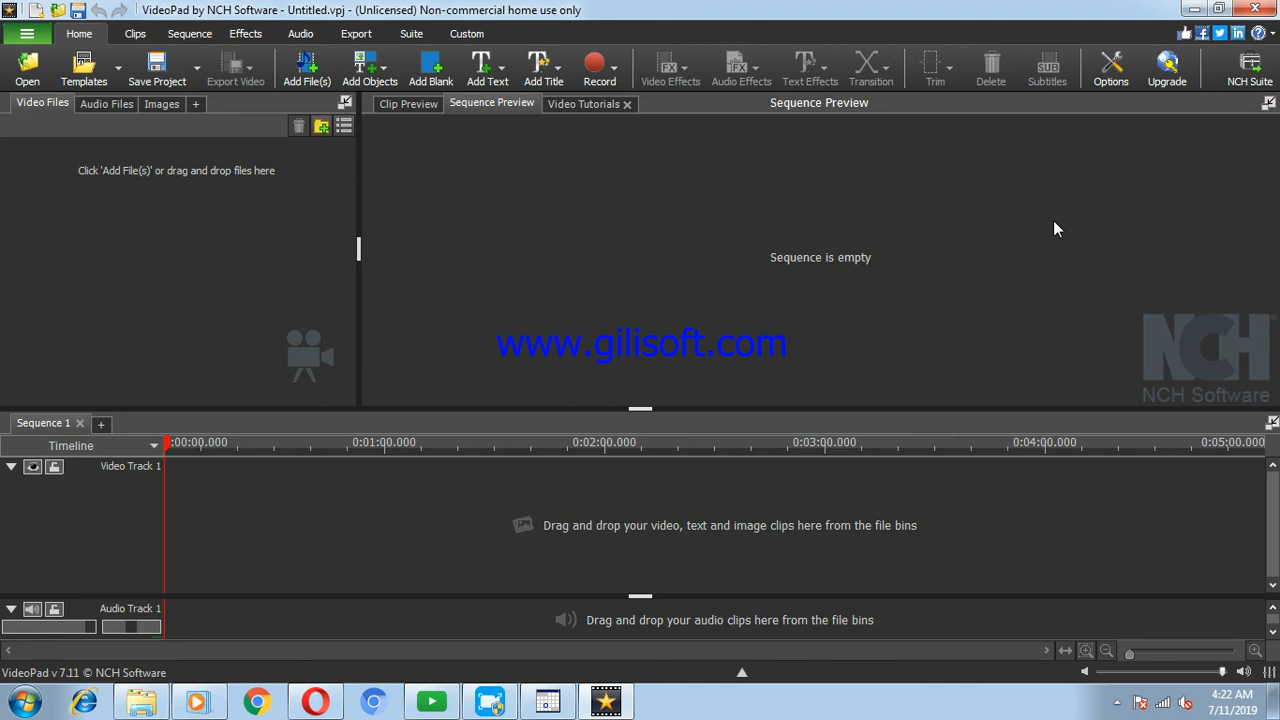 VideoPad by NCH Software - Untitled.vpj - (Unlicensed) Non-commercial home use only
Home Clips Sequence Effects Audio Export Suite Custom
Open Templates Save Project Export Video Add File(s) Add Objects Add Blank Add Text Add Title Record Video Effects Audio Effects Text Effects Transition Trim Delete Subtitles Options Upgrade NCH Suite
Video Files Audio Files Images + Clip Preview Sequence Preview Video Tutorials Sequence Preview
Click 'Add File(s)' or drag and drop files here
Sequence is empty
www.gilisoft.com
NCH
NCH Software
Sequence 1 +
Timeline :00:00.000 0:01:00.000 0:02:00.000 0:03:00.000 0:04:00.000 0:05:00.000
Video Track 1
Drag and drop your video, text and image clips here from the file bins
Audio Track 1
Drag and drop your audio clips here from the file bins
VideoPad v 7.11 © NCH Software
4:22 AM
7/11/2019